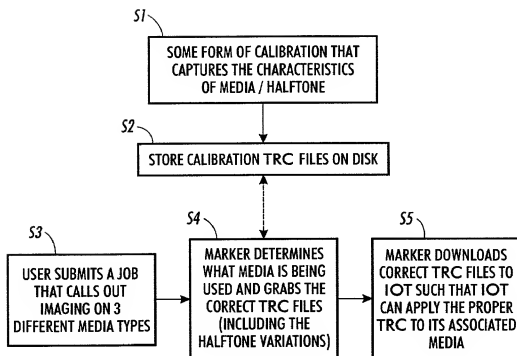 S1
SOME FORM OF CALIBRATION THAT
CAPTURES THE CHARACTERISTICS
OF MEDIA / HALFTONE
S2
STORE CALIBRATION TRC FILES ON DISK
S3
USER SUBMITS A JOB
THAT CALLS OUT
IMAGING ON 3
DIFFERENT MEDIA TYPES
S4
MARKER DETERMINES
WHAT MEDIA IS BEING
USED AND GRABS THE
CORRECT TRC FILES
(INCLUDING THE
HALFTONE VARIATIONS)
S5
MARKER DOWNLOADS
CORRECT TRC FILES TO
IOT SUCH THAT IOT
CAN APPLY THE PROPER
TRC TO ITS ASSOCIATED
MEDIA